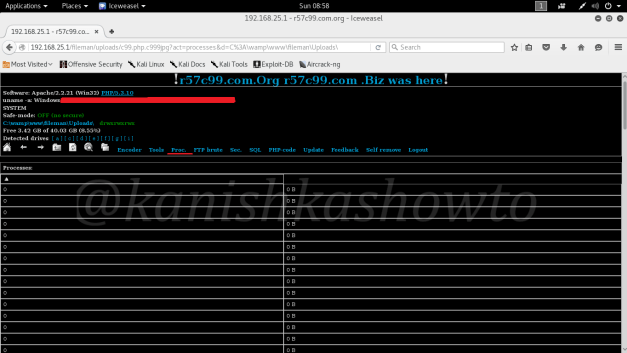 Applications Places Iceweasel Sun 08:58 1
192.168.25.1 - r57c99.com.org - Iceweasel
192.168.25.1 - r57c99.co...
192.168.25.1/fileman/uploads/c99.php.c999jpg?act=processes&d=C%3A\wamp\www\fileman\Uploads\ Search
Most Visited Offensive Security Kali Linux Kali Docs Kali Tools Exploit-DB Aircrack-ng
!r57c99.com.Org r57c99.com .Biz was here!
Software: Apache/2.2.21 (Win32) PHP/5.3.10
uname -a: Windows
SYSTEM
Safe-mode: OFF (no secure)
C:\wamp\www\fileman\Uploads\ drwxrwxrwx
Free 3.42 GB of 40.03 GB (8.55%)
Detected drives
Encoder Tools Proc. FTP brute Sec. SQL PHP-code Update Feedback Self remove Logout
Processes:
0 0 B
0 0 B
0 0 B
0 0 B
0 0 B
0 0 B
0 0 B
0 0 B
0 0 B
0 0 B
0 0 B
0 0 B
0 0 B
0 0 B
@kanishkashowto